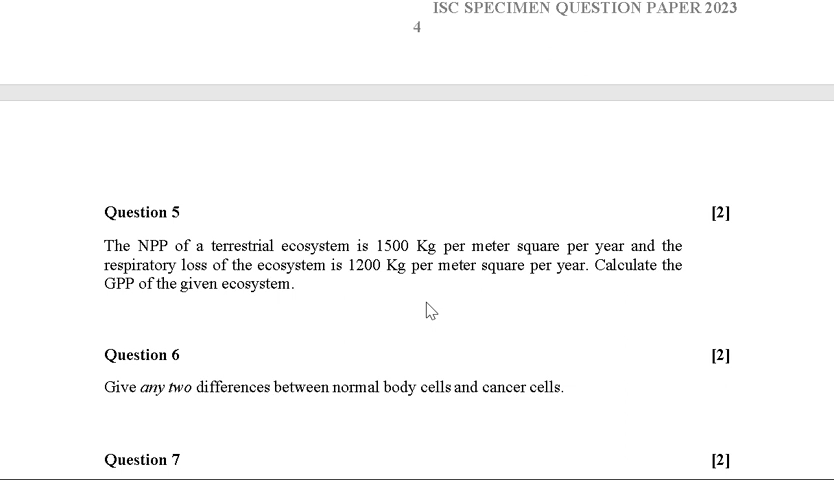 ISC SPECIMEN QUESTION PAPER 2023
4
Question 5 [2]
The NPP of a terrestrial ecosystem is 1500 Kg per meter square per year and the
respiratory loss of the ecosystem is 1200 Kg per meter square per year. Calculate the
GPP of the given ecosystem.
Question 6 [2]
Give any two differences between normal body cells and cancer cells.
Question 7 [2]